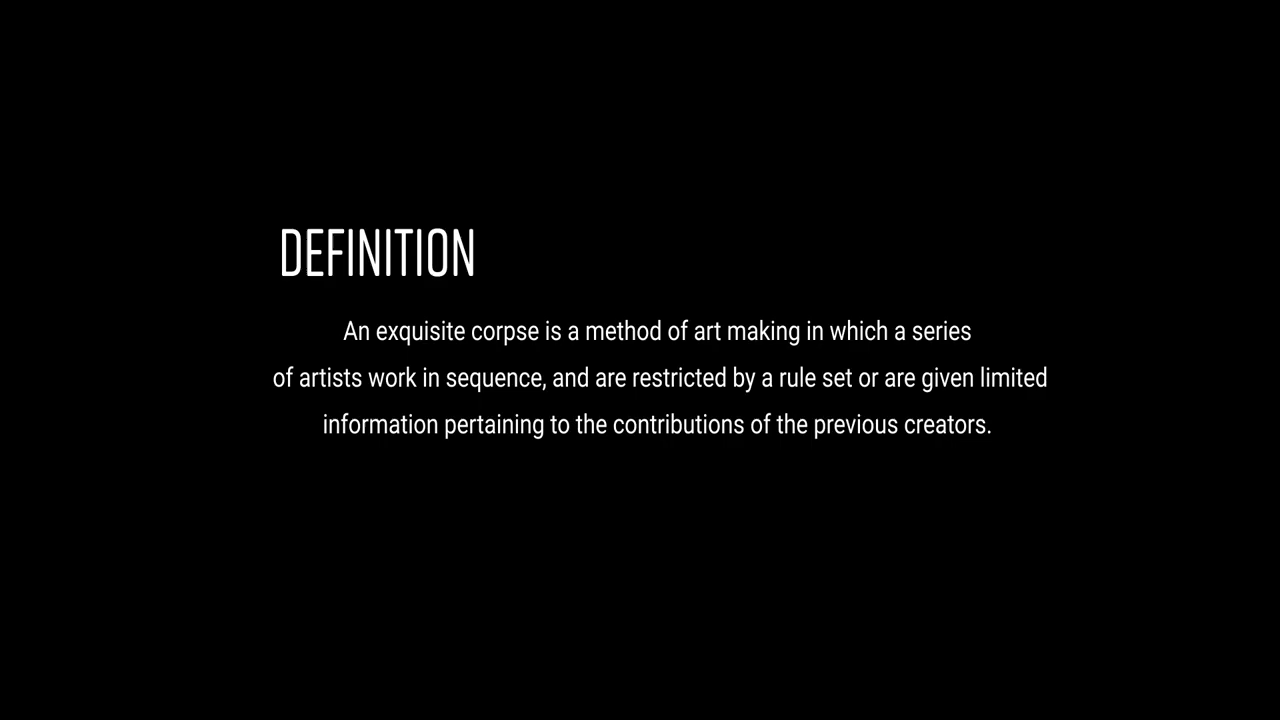 DEFINITION
An exquisite corpse is a method of art making in which a series
of artists work in sequence, and are restricted by a rule set or are given limited
information pertaining to the contributions of the previous creators.